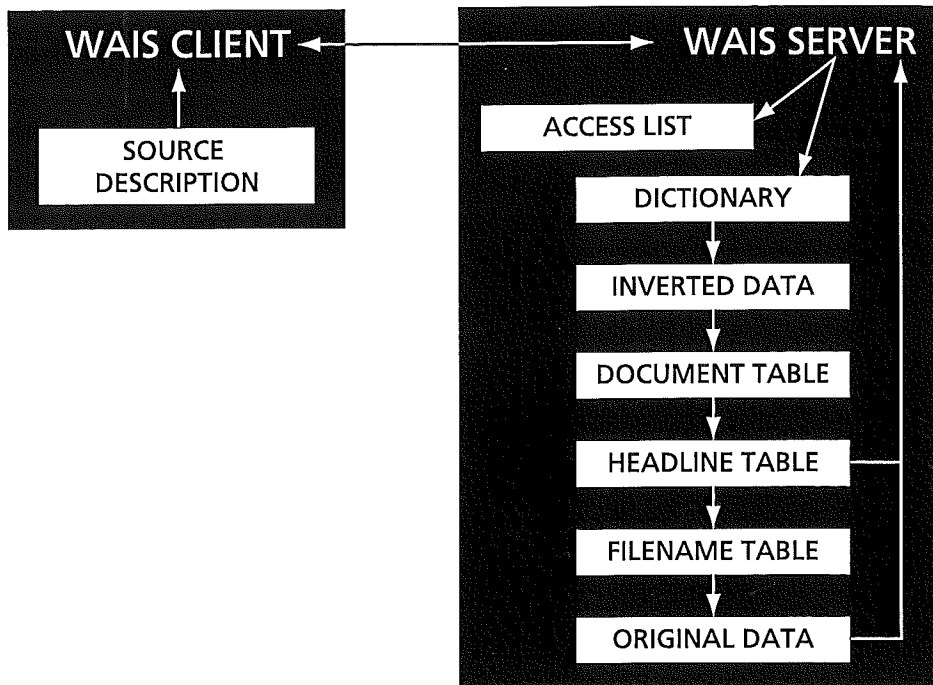 WAIS CLIENT
SOURCE
DESCRIPTION
WAIS SERVER
ACCESS LIST
DICTIONARY
INVERTED DATA
DOCUMENT TABLE
HEADLINE TABLE
FILENAME TABLE
ORIGINAL DATA